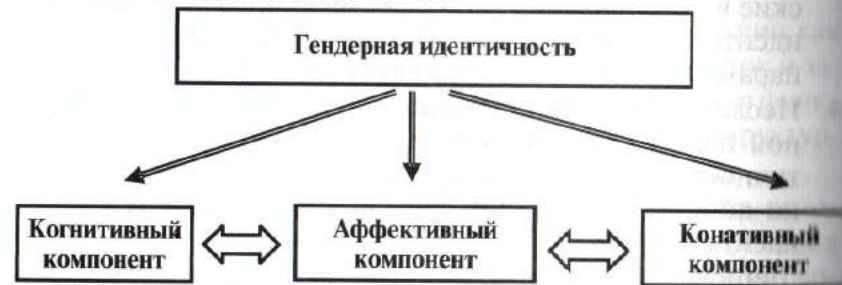 Гендерная идентичность
Когнитивный
компонент
Аффективный
компонент
Конативный
компонент